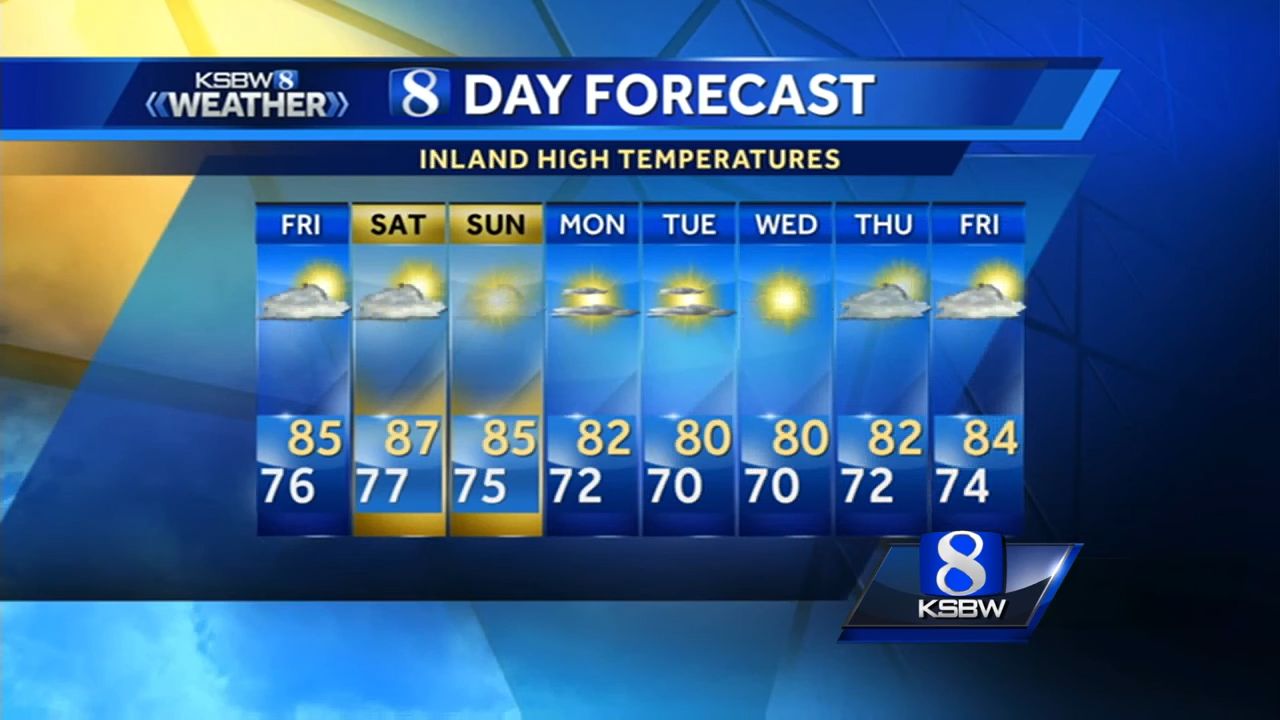 KSBW 8
WEATHER
8 DAY FORECAST
INLAND HIGH TEMPERATURES
FRI SAT SUN MON TUE WED THU FRI
85 87 85 82 80 80 82 84
76 77 75 72 70 70 72 74
8
KSBW